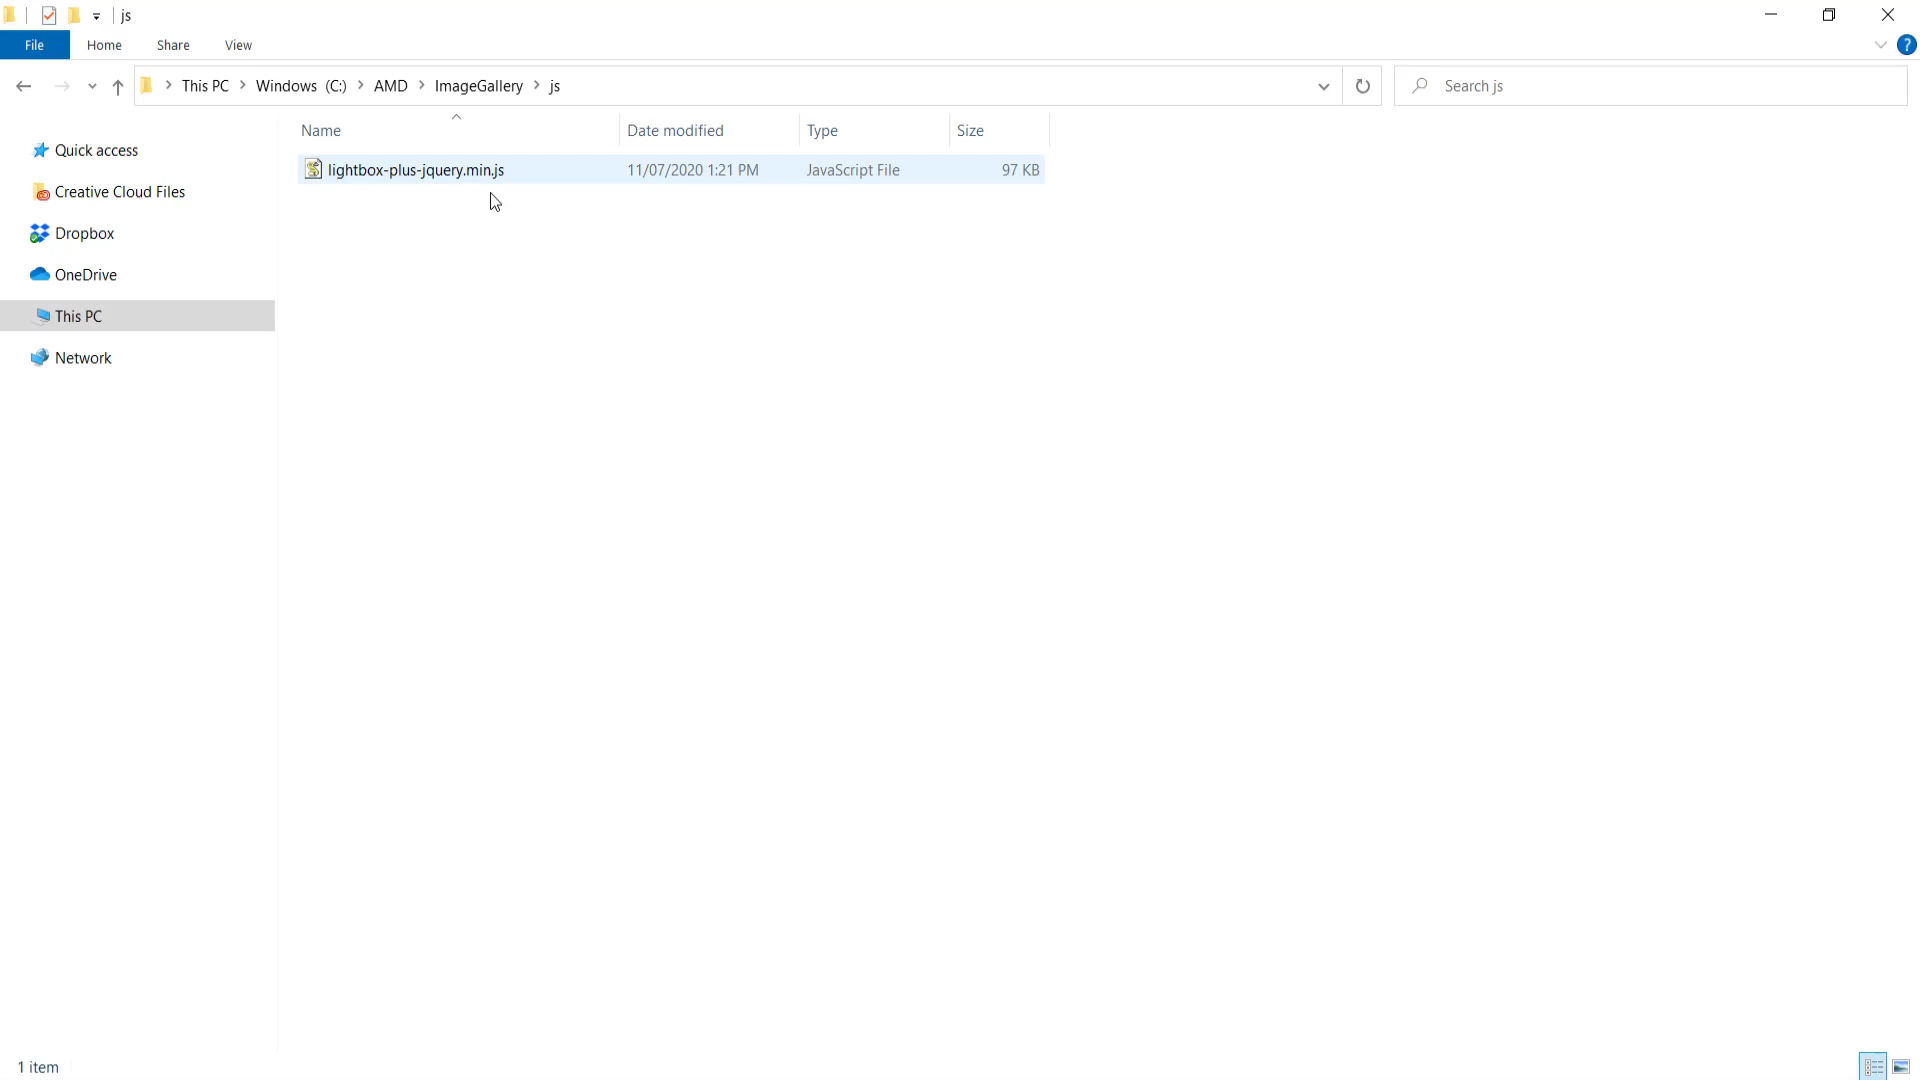 js
File Home Share View ?
This PC Windows (C:) AMD ImageGallery js Search js
Name Date modified Type Size
Quick access
lightbox-plus-jquery.min.js 11/07/2020 1:21 PM JavaScript File 97 KB
Creative Cloud Files
Dropbox
OneDrive
This PC
Network
1 item